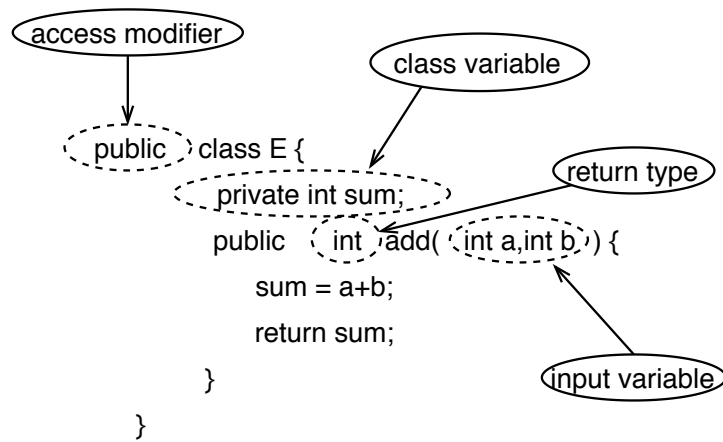 access modifier
class variable
public class E {
private int sum;
return type
public int add( int a,int b ) {
sum = a+b;
return sum;
}
input variable
}